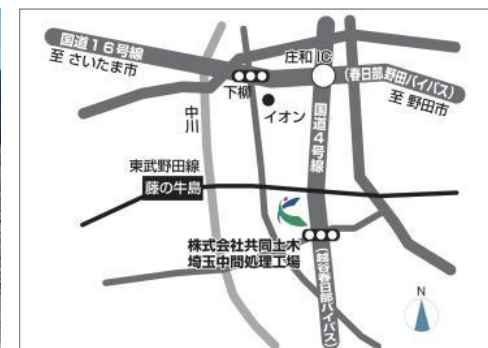 国道16号線
至 さいたま市
庄和 IC
(春日部野田バイパス)
至 野田市
下柳
イオン
中川
国道4号線
東武野田線
藤の牛島
株式会社共同土木
埼玉中間処理工場
(越谷春日部バイパス)
N